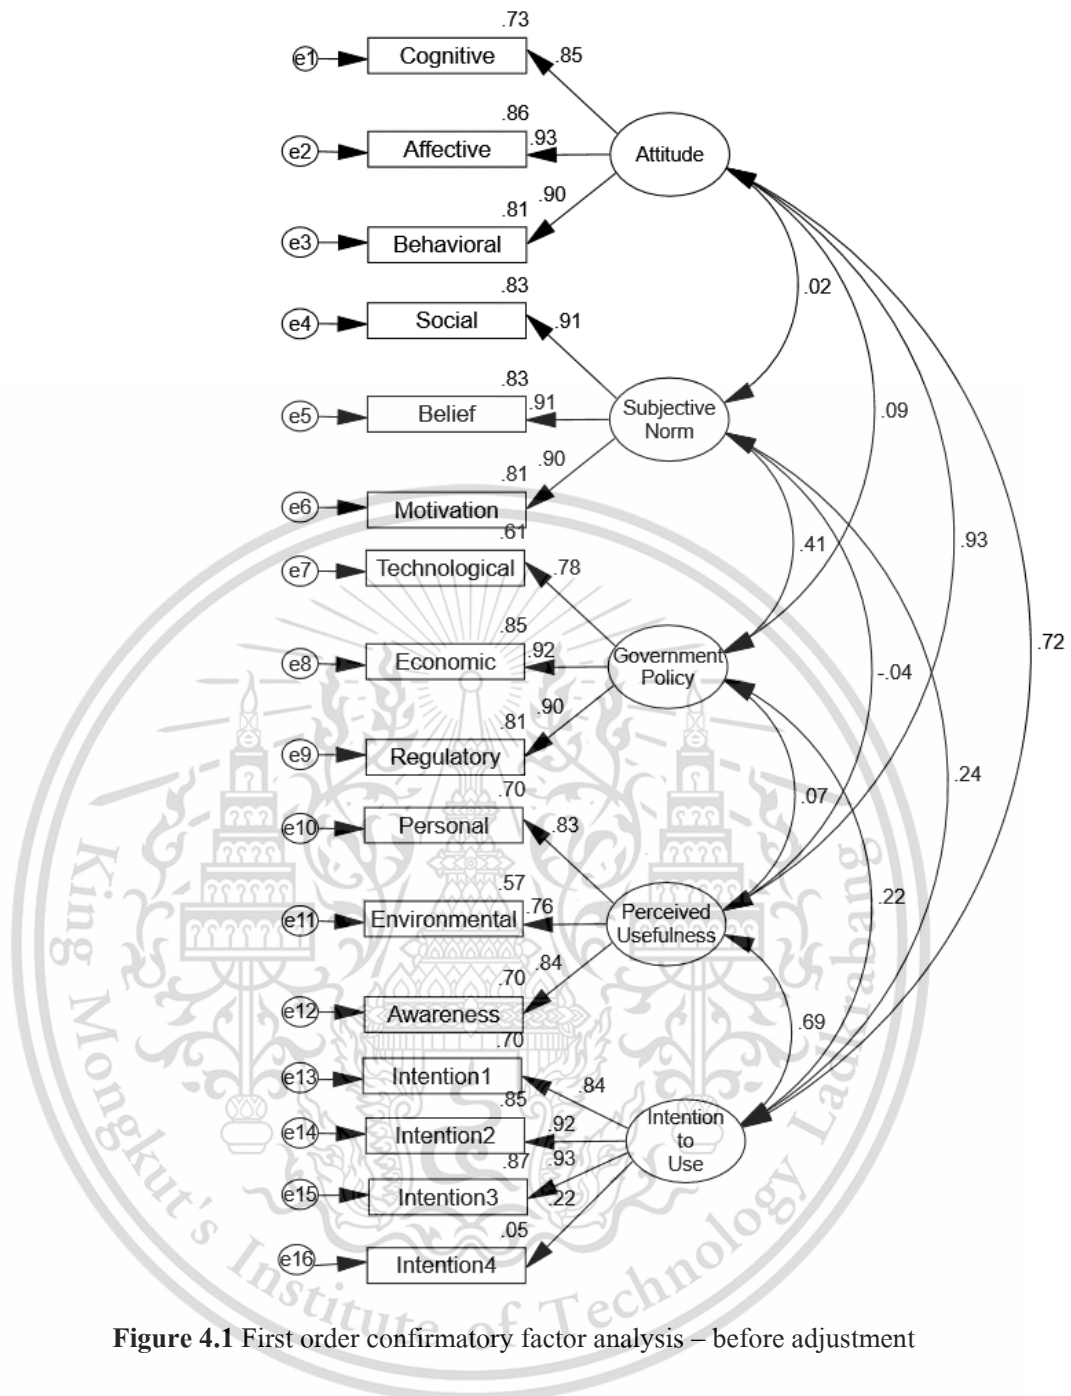 .73
e1 Cognitive .85
.86
e2 Affective .93 Attitude
.90
.81
e3 Behavioral
.02
.83
e4 Social .91
.83
e5 Belief .91 Subjective
Norm
.09
.90
.81
e6 Motivation
.41
.93
.61
e7 Technological .78
.72
.85
e8 Economic .92 Government
Policy
-.04
.90
.81
e9 Regulatory
.24
.70
.07
e10 Personal .83
.57
.22
e11 Environmental .76 Perceived
Usefulness
.84
.70
e12 Awareness
.69
.70
e13 Intention1 .84
.85
e14 Intention2 .92 Intention
to
Use
.87 .93
e15 Intention3 .22
.05
e16 Intention4
King Mongkut's Institute of Technology Ladkrabang
Figure 4.1 First order confirmatory factor analysis – before adjustment